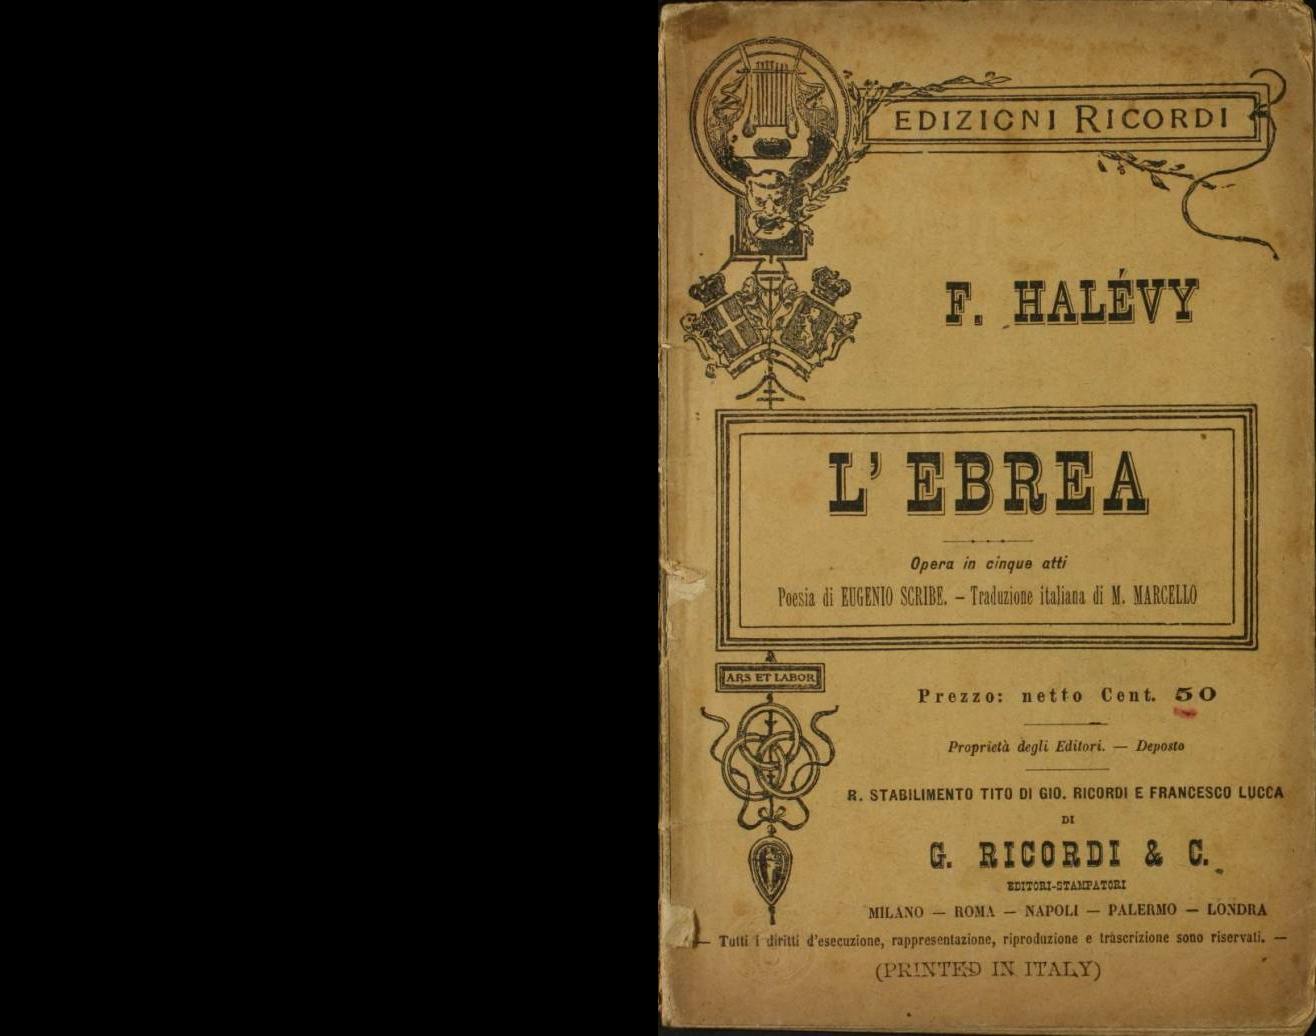 EDIZIONI RICORDI
F. HALÉVY
L'EBREA
Opera in cinque atti
Poesia di EUGENIO SCRIBE. — Traduzione italiana di M. MARCELLO
ARS ET LABOR
Prezzo: netto Cent. 50
Proprietà degli Editori. — Deposto
R. STABILIMENTO TITO DI GIO. RICORDI E FRANCESCO LUCCA
DI
G. RICORDI & C.
EDITORI-STAMPATORI
MILANO — ROMA — NAPOLI — PALERMO — LONDRA
— Tutti i diritti d'esecuzione, rappresentazione, riproduzione e trascrizione sono riservati. —
(PRINTED IN ITALY)